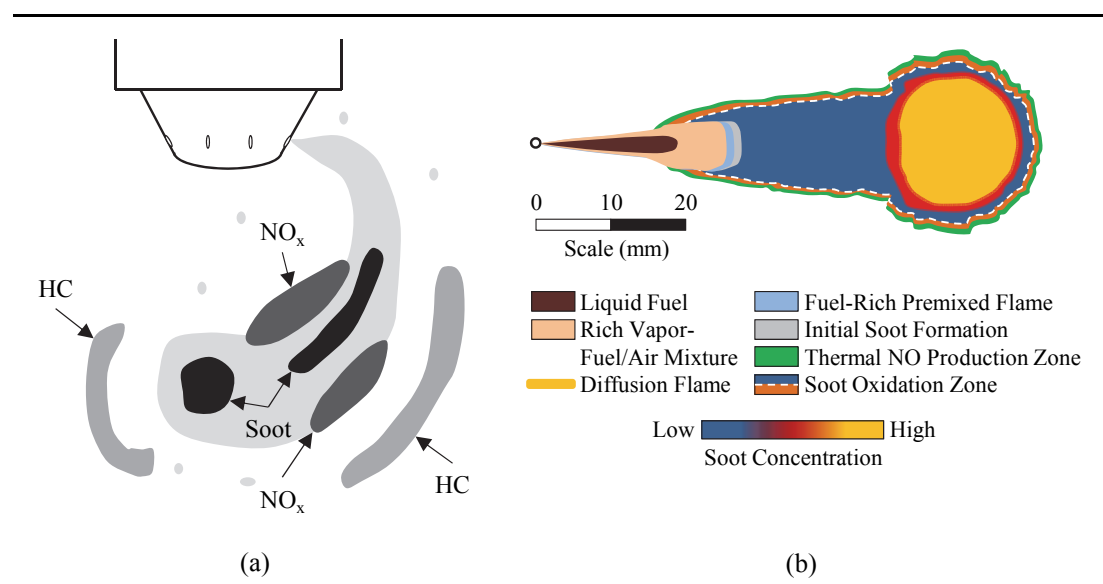 NOx
HC
Soot
NOx
HC
(a)
0 10 20
Scale (mm)
Liquid Fuel
Rich Vapor-
Fuel/Air Mixture
Diffusion Flame
Fuel-Rich Premixed Flame
Initial Soot Formation
Thermal NO Production Zone
Soot Oxidation Zone
Low High
Soot Concentration
(b)